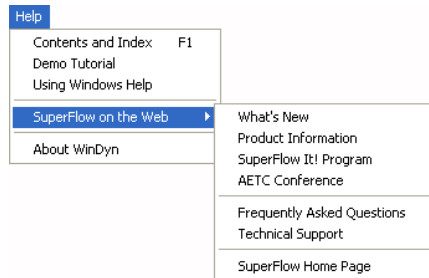 Help
Contents and Index F1
Demo Tutorial
Using Windows Help
SuperFlow on the Web
About WinDyn
What's New
Product Information
SuperFlow It! Program
AETC Conference
Frequently Asked Questions
Technical Support
SuperFlow Home Page